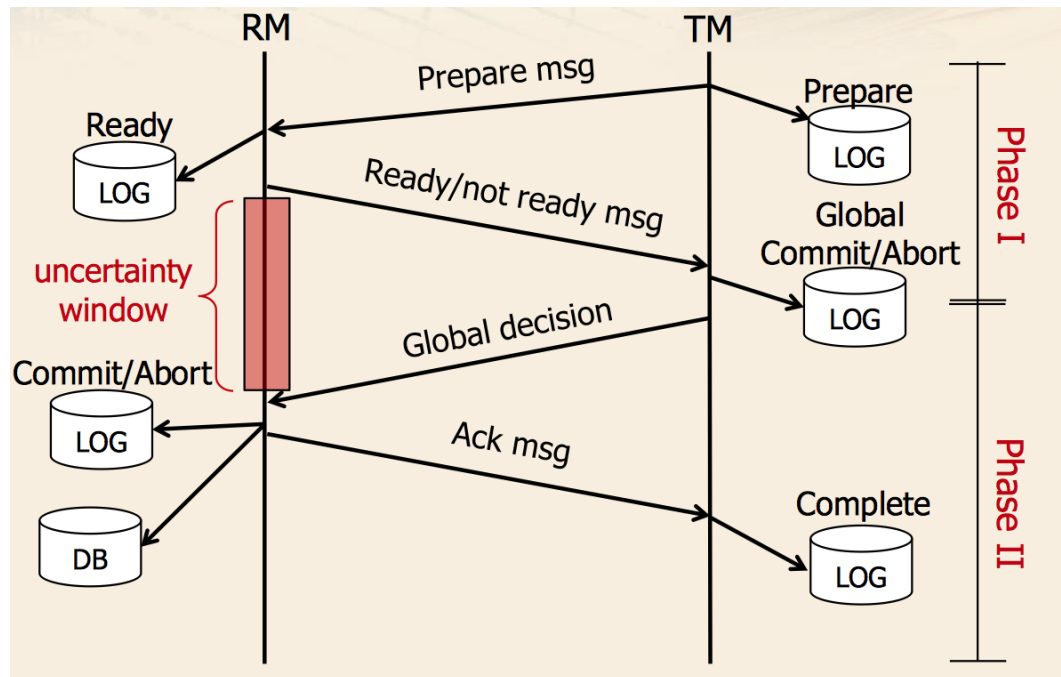 RM
TM
Prepare msg
Prepare
LOG
Ready
LOG
Phase I
Ready/not ready msg
Global
Commit/Abort
LOG
uncertainty
window
Global decision
Commit/Abort
LOG
Ack msg
Phase II
Complete
LOG
DB